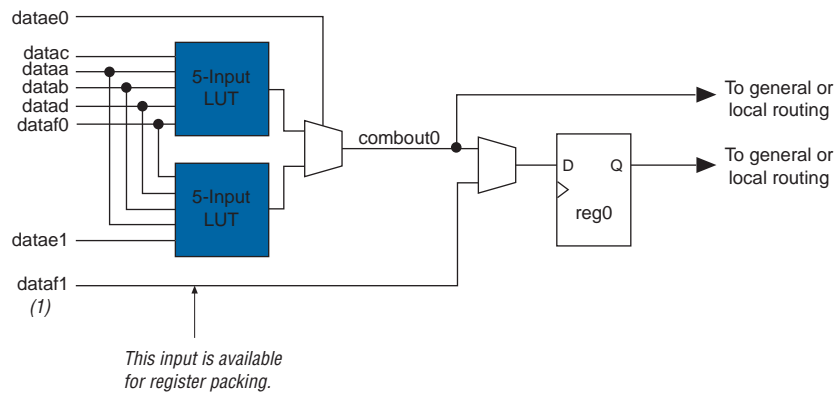 datae0
datac
dataa
datab
datad
dataf0
5-Input
LUT
combout0
To general or
local routing
D
Q
reg0
To general or
local routing
5-Input
LUT
datae1
dataf1
(1)
This input is available
for register packing.